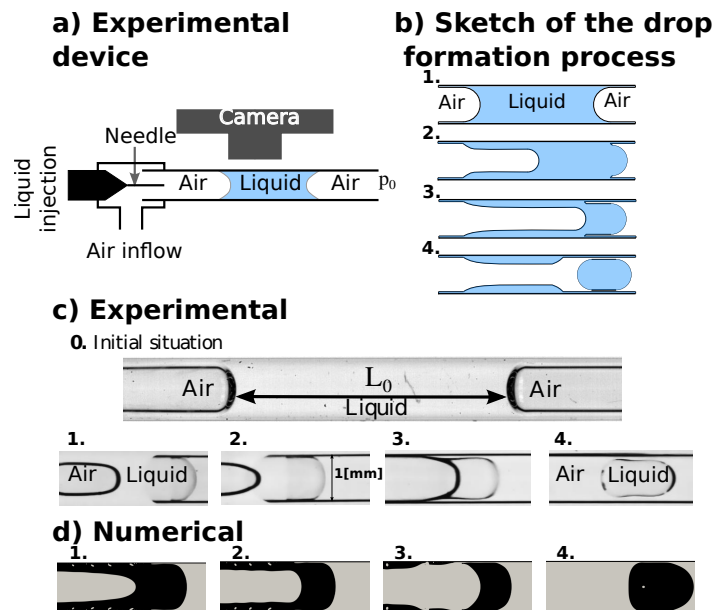 a) Experimental
device
Camera
Needle
Liquid
injection
Air
Liquid
Air
p0
Air inflow
b) Sketch of the drop
formation process
1.
Air
Liquid
Air
2.
3.
4.
c) Experimental
0. Initial situation
Air
L0
Liquid
Air
1.
Air
Liquid
2.
1[mm]
3.
4.
Air
Liquid
d) Numerical
1.
2.
3.
4.